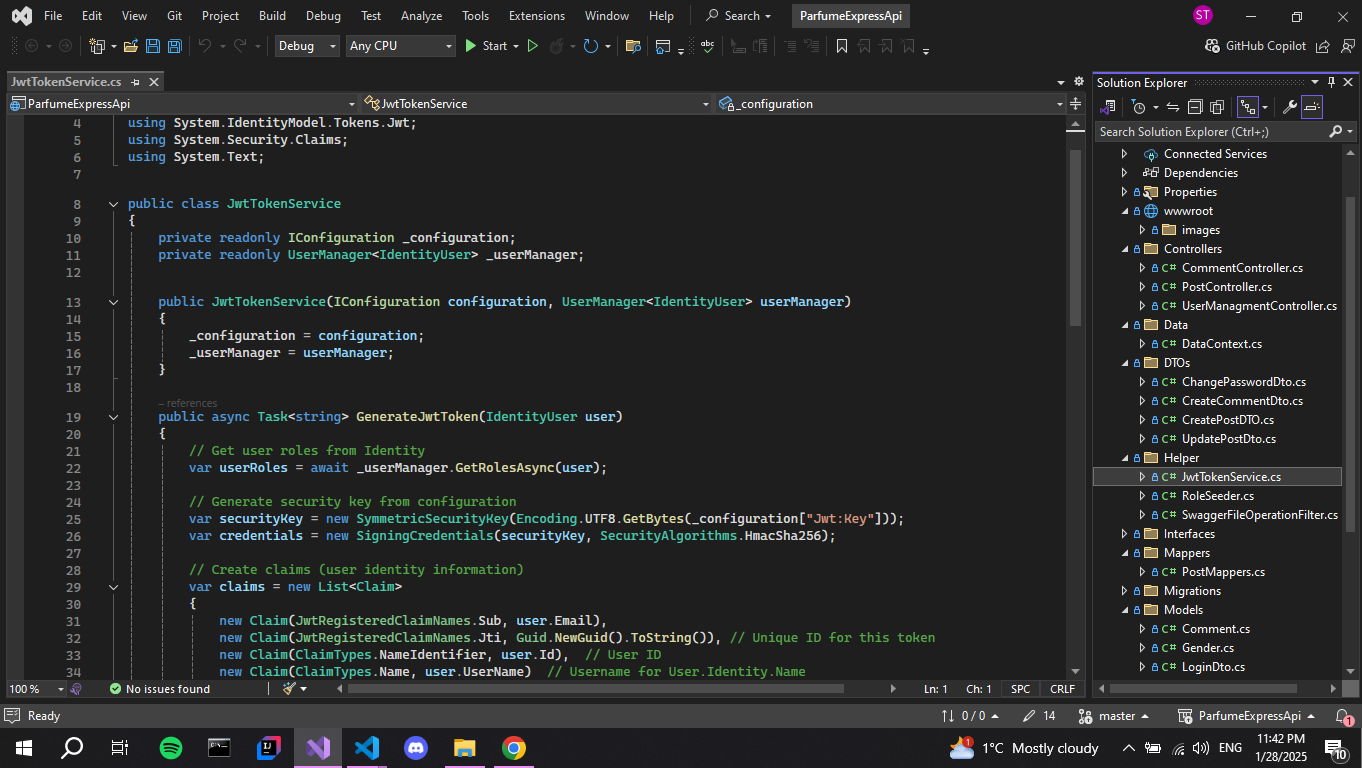 File Edit View Git Project Build Debug Test Analyze Tools Extensions Window Help Search ParfumeExpressApi ST
Debug Any CPU Start GitHub Copilot
JwtTokenService.cs
ParfumeExpressApi JwtTokenService _configuration
4 using System.IdentityModel.Tokens.Jwt;
5 using System.Security.Claims;
6 using System.Text;
7
8 public class JwtTokenService
9 {
10 private readonly IConfiguration _configuration;
11 private readonly UserManager<IdentityUser> _userManager;
12
13 public JwtTokenService(IConfiguration configuration, UserManager<IdentityUser> userManager)
14 {
15 _configuration = configuration;
16 _userManager = userManager;
17 }
18
– references
19 public async Task<string> GenerateJwtToken(IdentityUser user)
20 {
21 // Get user roles from Identity
22 var userRoles = await _userManager.GetRolesAsync(user);
23
24 // Generate security key from configuration
25 var securityKey = new SymmetricSecurityKey(Encoding.UTF8.GetBytes(_configuration["Jwt:Key"]));
26 var credentials = new SigningCredentials(securityKey, SecurityAlgorithms.HmacSha256);
27
28 // Create claims (user identity information)
29 var claims = new List<Claim>
30 {
31 new Claim(JwtRegisteredClaimNames.Sub, user.Email),
32 new Claim(JwtRegisteredClaimNames.Jti, Guid.NewGuid().ToString()), // Unique ID for this token
33 new Claim(ClaimTypes.NameIdentifier, user.Id), // User ID
34 new Claim(ClaimTypes.Name, user.UserName) // Username for User.Identity.Name
100 % No issues found Ln: 1 Ch: 1 SPC CRLF
Solution Explorer
Search Solution Explorer (Ctrl+;)
Connected Services
Dependencies
Properties
wwwroot
images
Controllers
C# CommentController.cs
C# PostController.cs
C# UserManagmentController.cs
Data
C# DataContext.cs
DTOs
C# ChangePasswordDto.cs
C# CreateCommentDto.cs
C# CreatePostDTO.cs
C# UpdatePostDto.cs
Helper
C# JwtTokenService.cs
C# RoleSeeder.cs
C# SwaggerFileOperationFilter.cs
Interfaces
Mappers
C# PostMappers.cs
Migrations
Models
C# Comment.cs
C# Gender.cs
C# LoginDto.cs
Ready 0 / 0 14 master ParfumeExpressApi 1
1 1°C Mostly cloudy ENG 11:42 PM
1/28/2025 10